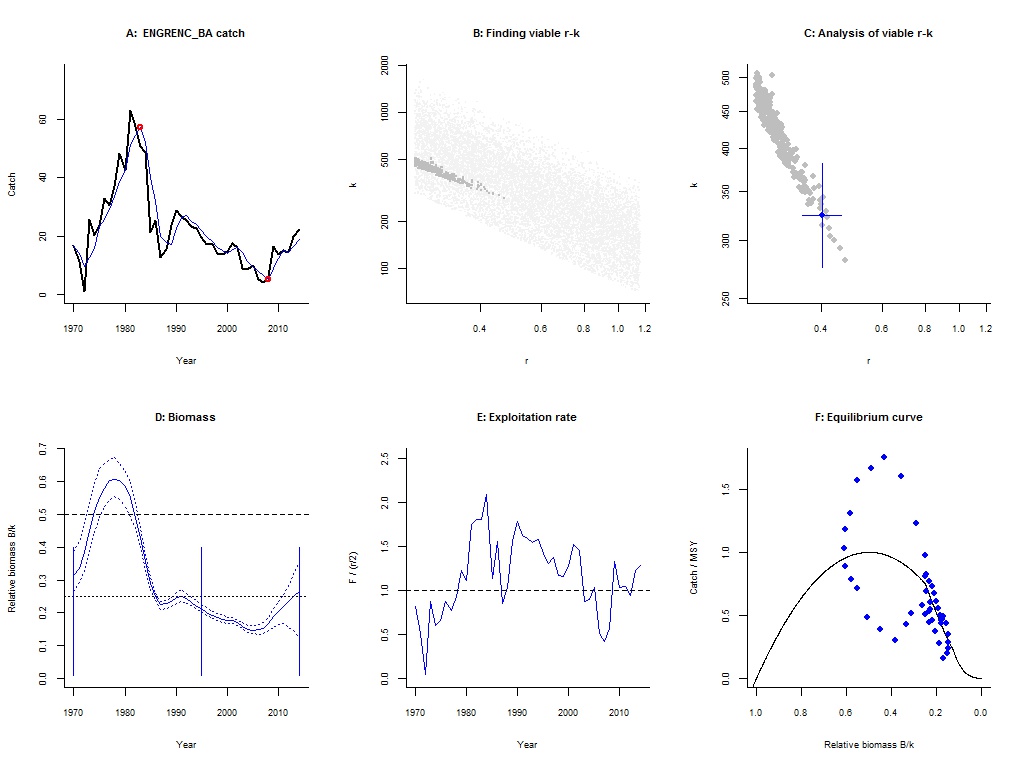 A: ENGRENC_BA catch
Catch
0 20 40 60
1970 1980 1990 2000 2010
Year
B: Finding viable r-k
k
100 200 500 1000 2000
0.4 0.6 0.8 1.0 1.2
r
C: Analysis of viable r-k
k
250 300 350 400 450 500
0.4 0.6 0.8 1.0 1.2
r
D: Biomass
Relative biomass B/k
0.0 0.1 0.2 0.3 0.4 0.5 0.6 0.7
1970 1980 1990 2000 2010
Year
E: Exploitation rate
F / (r/2)
0.0 0.5 1.0 1.5 2.0 2.5
1970 1980 1990 2000 2010
Year
F: Equilibrium curve
Catch / MSY
0.0 0.5 1.0 1.5
1.0 0.8 0.6 0.4 0.2 0.0
Relative biomass B/k